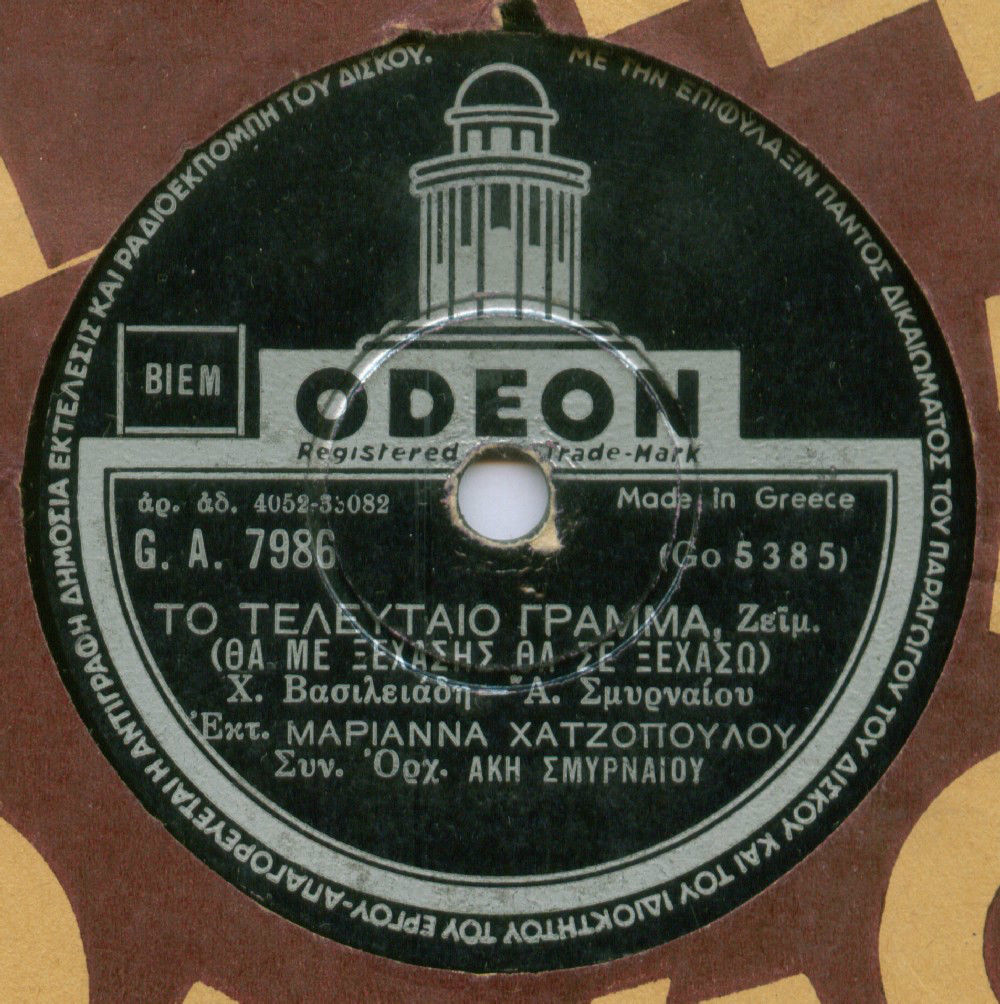 ΜΕ ΤΗΝ ΕΠΙΦΥΛΑΞΙΝ ΠΑΝΤΟΣ ΔΙΚΑΙΩΜΑΤΟΣ ΤΟΥ ΠΑΡΑΓΩΓΟΥ ΤΟΥ ΔΙΣΚΟΥ ΚΑΙ ΤΟΥ ΙΔΙΟΚΤΗΤΟΥ ΤΟΥ ΕΡΓΟΥ-ΑΠΑΓΟΡΕΥΕΤΑΙ Η ΑΝΤΙΓΡΑΦΗ ΔΗΜΟΣΙΑ ΕΚΤΕΛΕΣΙΣ ΚΑΙ ΡΑΔΙΟΕΚΠΟΜΠΗ ΤΟΥ ΔΙΣΚΟΥ.
BIEM
ODEON
Registered Trade-Mark
ἀρ. ἀδ. 4052-33082 Made in Greece
G. A. 7986 (Go 5385)
ΤΟ ΤΕΛΕΥΤΑΙΟ ΓΡΑΜΜΑ, Ζεϊμ.
(ΘΑ ΜΕ ΞΕΧΑΣΗΣ ΘΑ ΣΕ ΞΕΧΑΣΩ)
Χ. Βασιλειάδη - Ἀ. Σμυρναίου
Ἐκτ. ΜΑΡΙΑΝΝΑ ΧΑΤΖΟΠΟΥΛΟΥ
Συν. Ὀρχ. ΑΚΗ ΣΜΥΡΝΑΙΟΥ